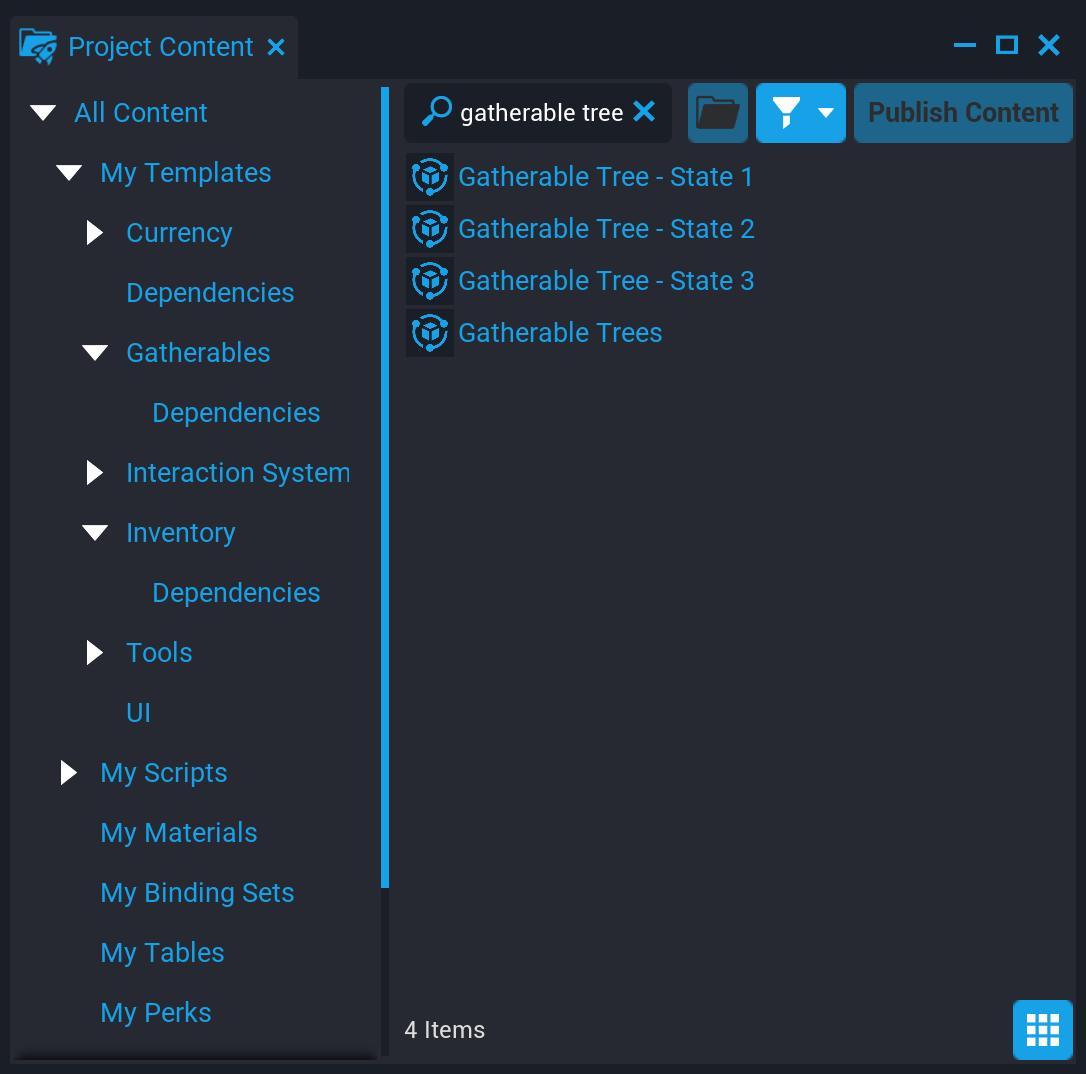 Project Content
All Content
My Templates
Currency
Dependencies
Gatherables
Dependencies
Interaction System
Inventory
Dependencies
Tools
UI
My Scripts
My Materials
My Binding Sets
My Tables
My Perks
gatherable tree
Publish Content
Gatherable Tree - State 1
Gatherable Tree - State 2
Gatherable Tree - State 3
Gatherable Trees
4 Items